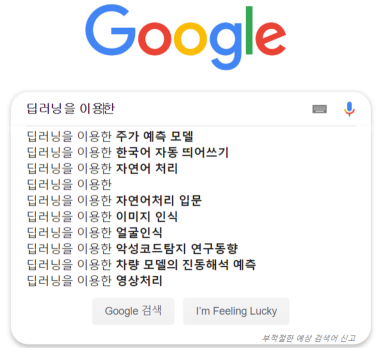 Google
딥러닝을 이용한
딥러닝을 이용한 주가 예측 모델
딥러닝을 이용한 한국어 자동 띄어쓰기
딥러닝을 이용한 자연어 처리
딥러닝을 이용한
딥러닝을 이용한 자연어처리 입문
딥러닝을 이용한 이미지 인식
딥러닝을 이용한 얼굴인식
딥러닝을 이용한 악성코드탐지 연구동향
딥러닝을 이용한 차량 모델의 진동해석 예측
딥러닝을 이용한 영상처리
Google 검색 I'm Feeling Lucky
부적절한 예상 검색어 신고